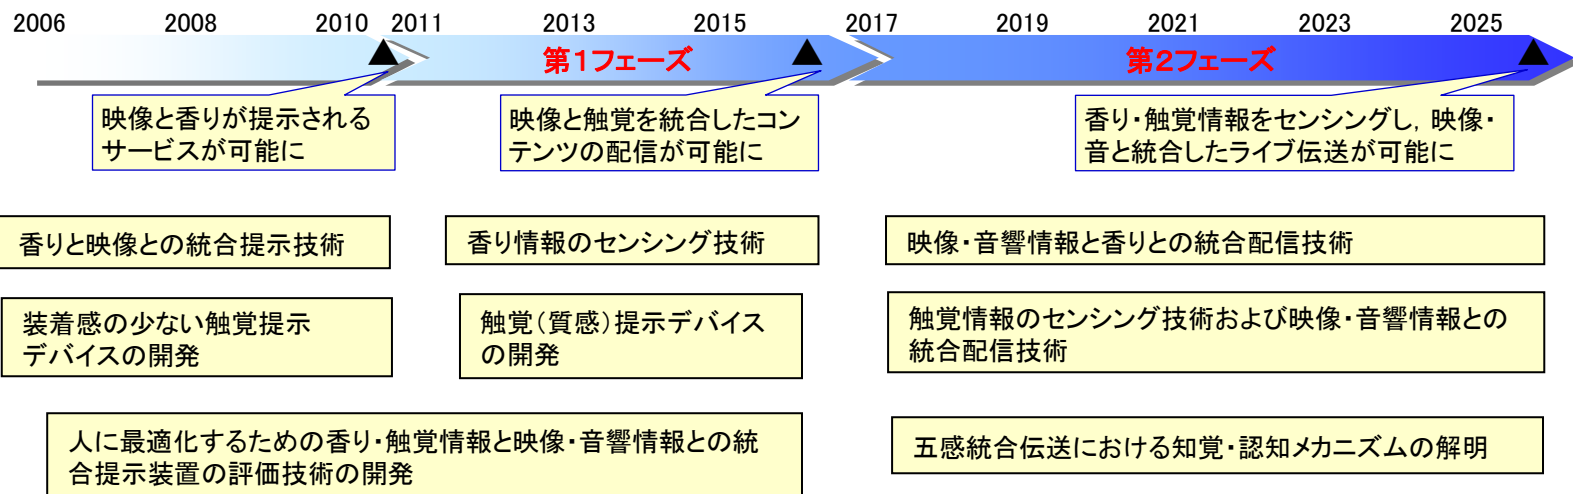 2006 2008 2010 2011 2013 2015 2017 2019 2021 2023 2025
第1フェーズ 第2フェーズ
映像と香りが提示される
サービスが可能に
映像と触覚を統合したコン
テンツの配信が可能に
香り・触覚情報をセンシングし，映像・
音と統合したライブ伝送が可能に
香りと映像との統合提示技術
香り情報のセンシング技術
映像・音響情報と香りとの統合配信技術
装着感の少ない触覚提示
デバイスの開発
触覚（質感）提示デバイス
の開発
触覚情報のセンシング技術および映像・音響情報との
統合配信技術
人に最適化するための香り・触覚情報と映像・音響情報との統
合提示装置の評価技術の開発
五感統合伝送における知覚・認知メカニズムの解明